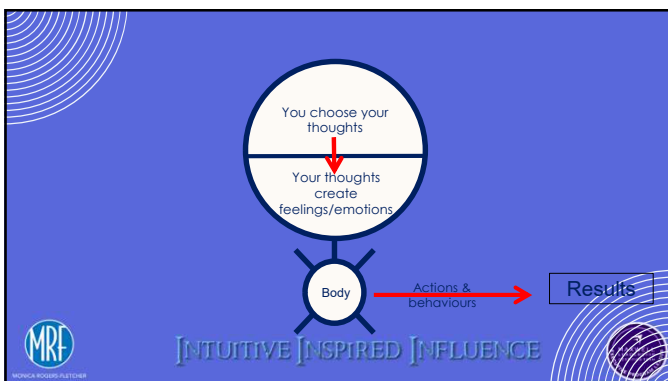 You choose your
thoughts
Your thoughts
create
feelings/emotions
Body
Actions &
behaviours
Results
MRF
MONICA ROGERS-FLETCHER
INTUITIVE INSPIRED INFLUENCE